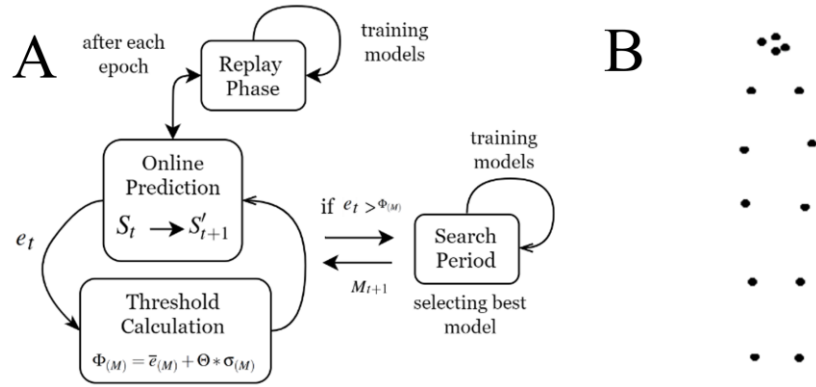 A
after each
epoch
Replay
Phase
training
models
Online
Prediction
S_t → S'_{t+1}
e_t
Threshold
Calculation
Φ_(M) = e̅_(M) + Θ * σ_(M)
if e_t > Φ_(M)
M_{t+1}
training
models
Search
Period
selecting best
model
B